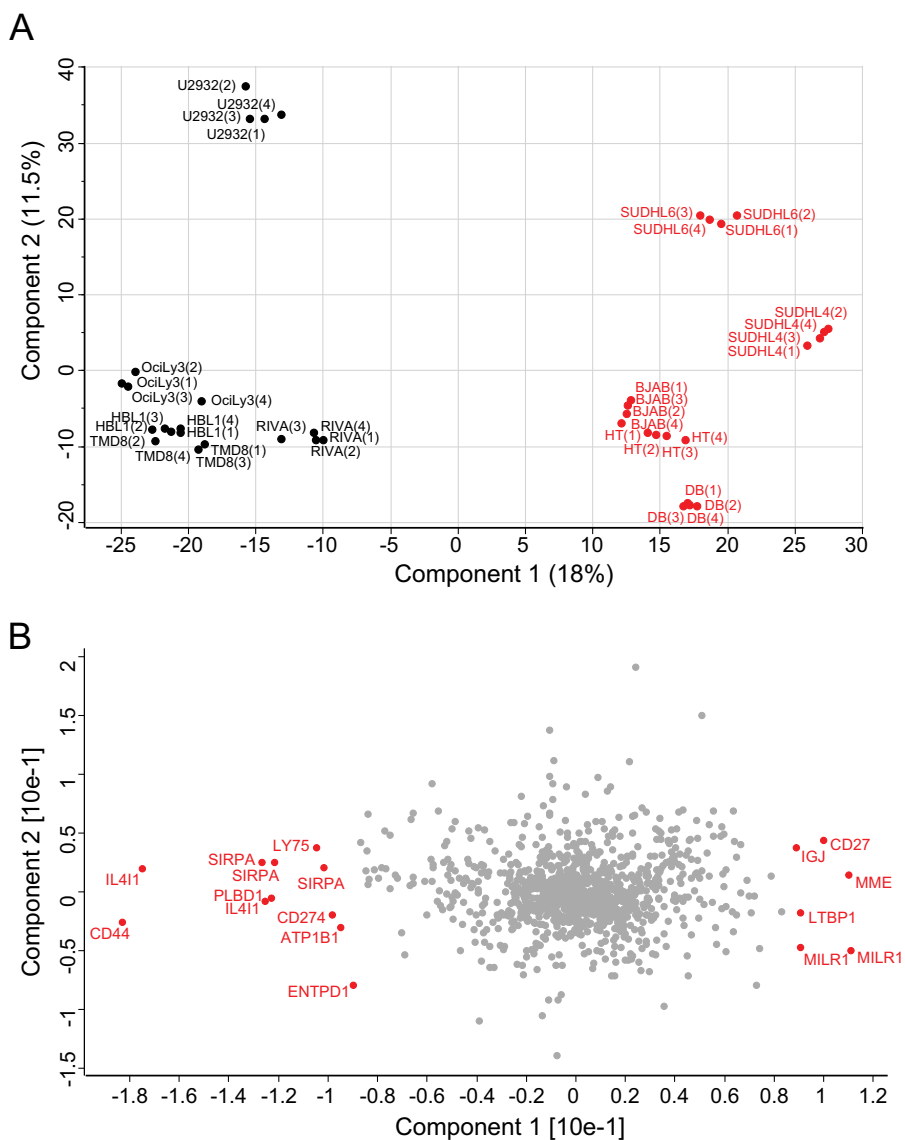 A
40
30
20
10
0
-10
-20
Component 2 (11.5%)
U2932(2)
U2932(4)
U2932(3)
U2932(1)
SUDHL6(3)
SUDHL6(2)
SUDHL6(4)
SUDHL6(1)
SUDHL4(2)
SUDHL4(4)
SUDHL4(3)
SUDHL4(1)
OciLy3(2)
OciLy3(1)
OciLy3(3)
OciLy3(4)
HBL1(3)
HBL1(4)
HBL1(2)
HBL1(1)
TMD8(2)
TMD8(1)
TMD8(4)
TMD8(3)
RIVA(3)
RIVA(4)
RIVA(1)
RIVA(2)
BJAB(1)
BJAB(3)
BJAB(2)
BJAB(4)
HT(1)
HT(4)
HT(2)
HT(3)
DB(1)
DB(2)
DB(3)
DB(4)
-25
-20
-15
-10
-5
0
5
10
15
20
25
30
Component 1 (18%)
B
2
1.5
1
0.5
0
-0.5
-1
-1.5
Component 2 [10e-1]
LY75
SIRPA
SIRPA
SIRPA
IL4I1
PLBD1
IL4I1
CD274
CD44
ATP1B1
ENTPD1
CD27
IGJ
MME
LTBP1
MILR1
MILR1
-1.8
-1.6
-1.4
-1.2
-1
-0.8
-0.6
-0.4
-0.2
0
0.2
0.4
0.6
0.8
1
1.2
Component 1 [10e-1]